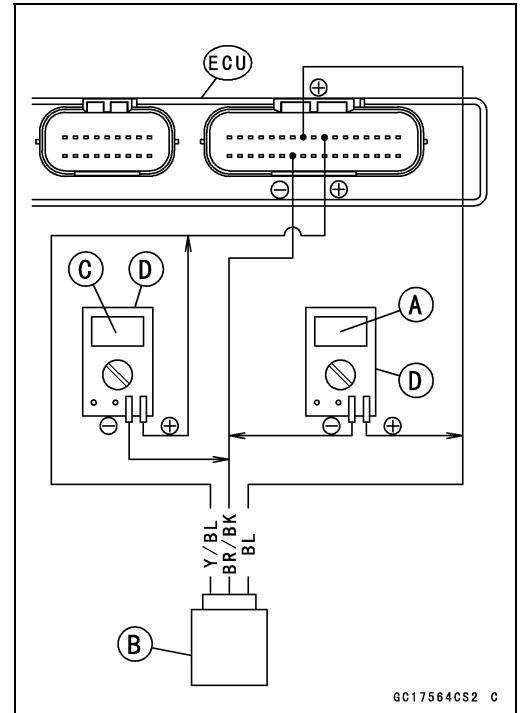 ECU
⊕
⊖ ⊕
C D A
D
⊖ ⊕ ⊖ ⊕
Y/BL
BR/BK
BL
B
GC17564CS2 C